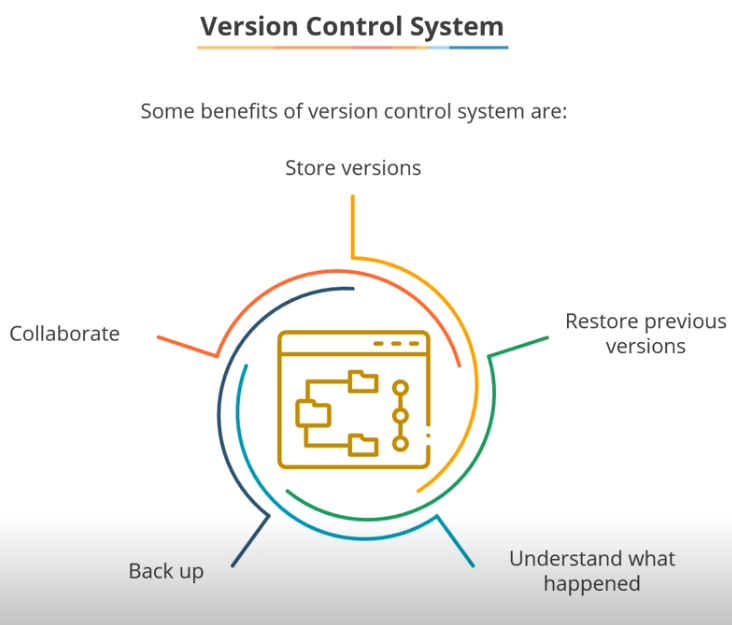 Version Control System
Some benefits of version control system are:
Store versions
Collaborate
Restore previous
versions
Back up
Understand what
happened